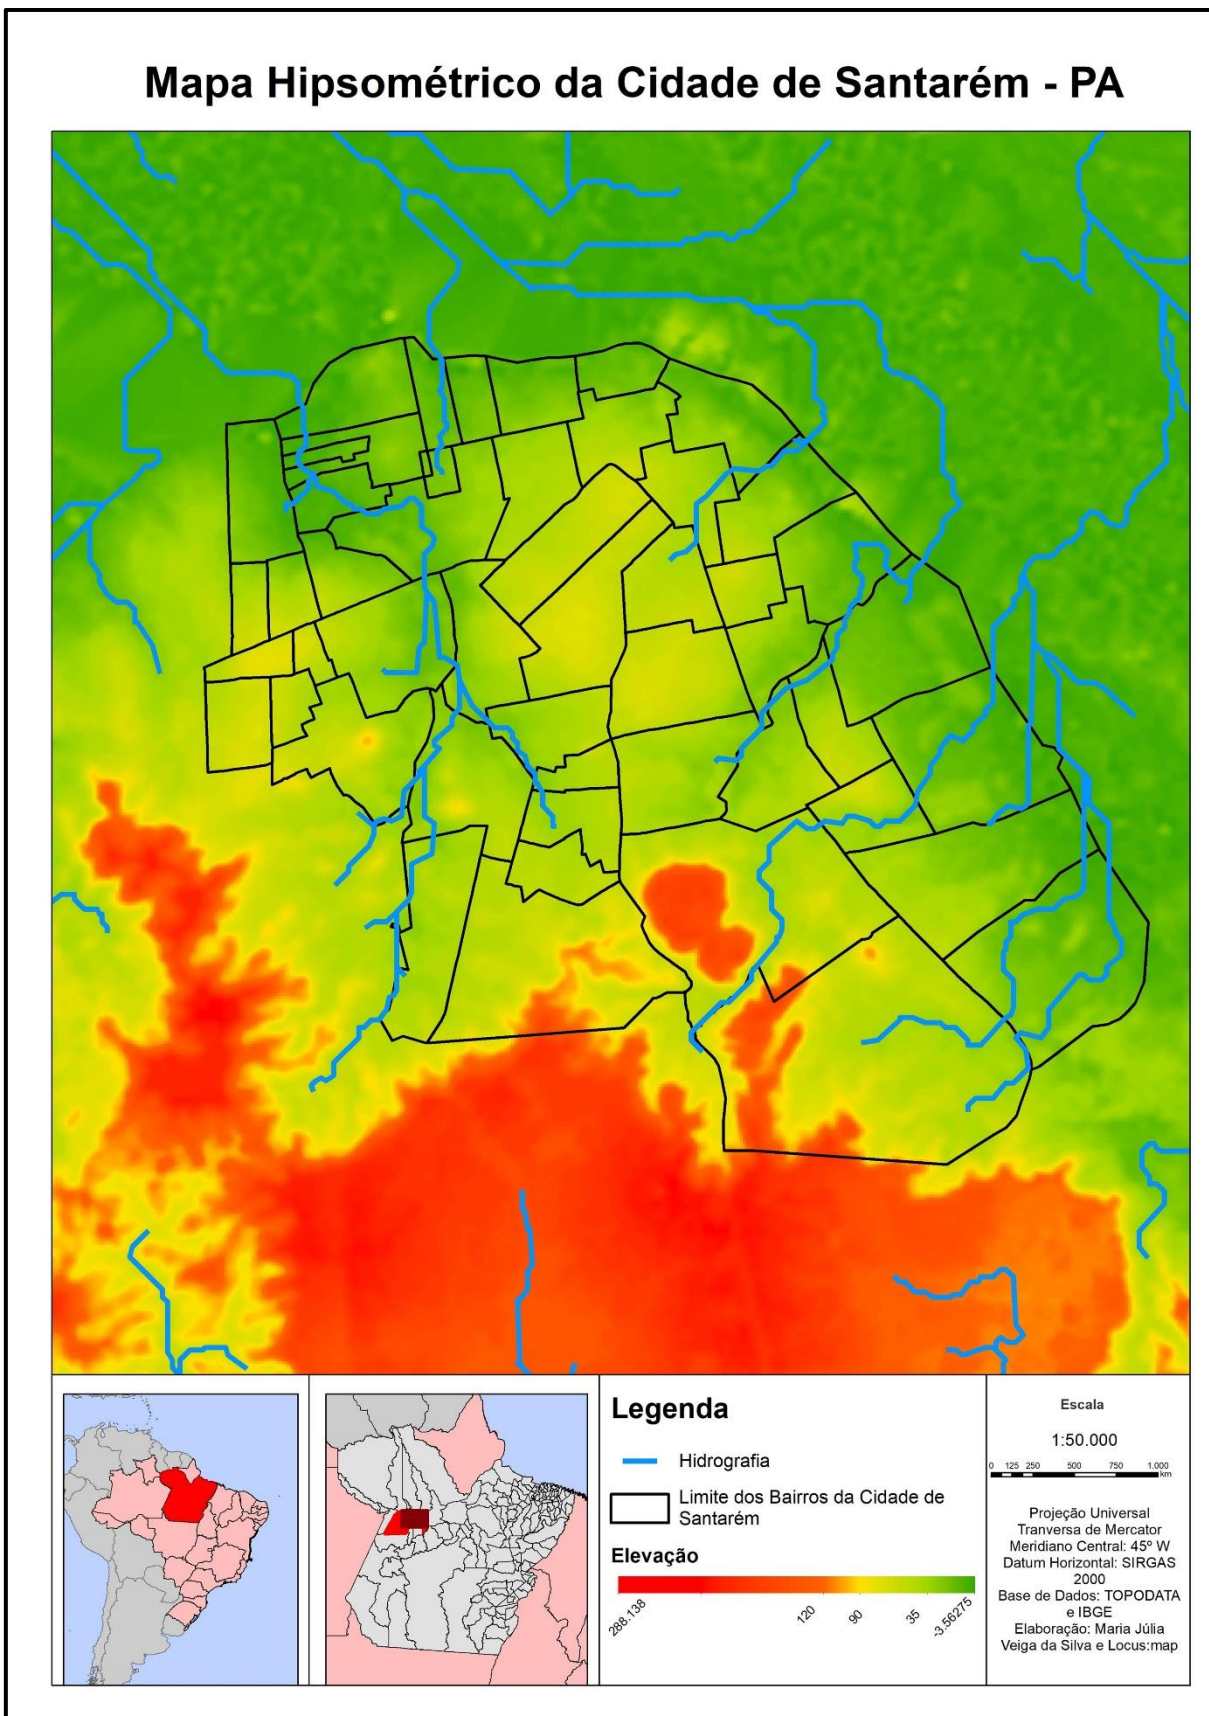 Mapa Hipsométrico da Cidade de Santarém - PA
Legenda
Hidrografia
Limite dos Bairros da Cidade de
Santarém
Elevação
288.138
120
90
35
-3.56275
Escala
1:50.000
0 125 250 500 750 1.000
km
Projeção Universal
Tranversa de Mercator
Meridiano Central: 45º W
Datum Horizontal: SIRGAS
2000
Base de Dados: TOPODATA
e IBGE
Elaboração: Maria Júlia
Veiga da Silva e Locus:map